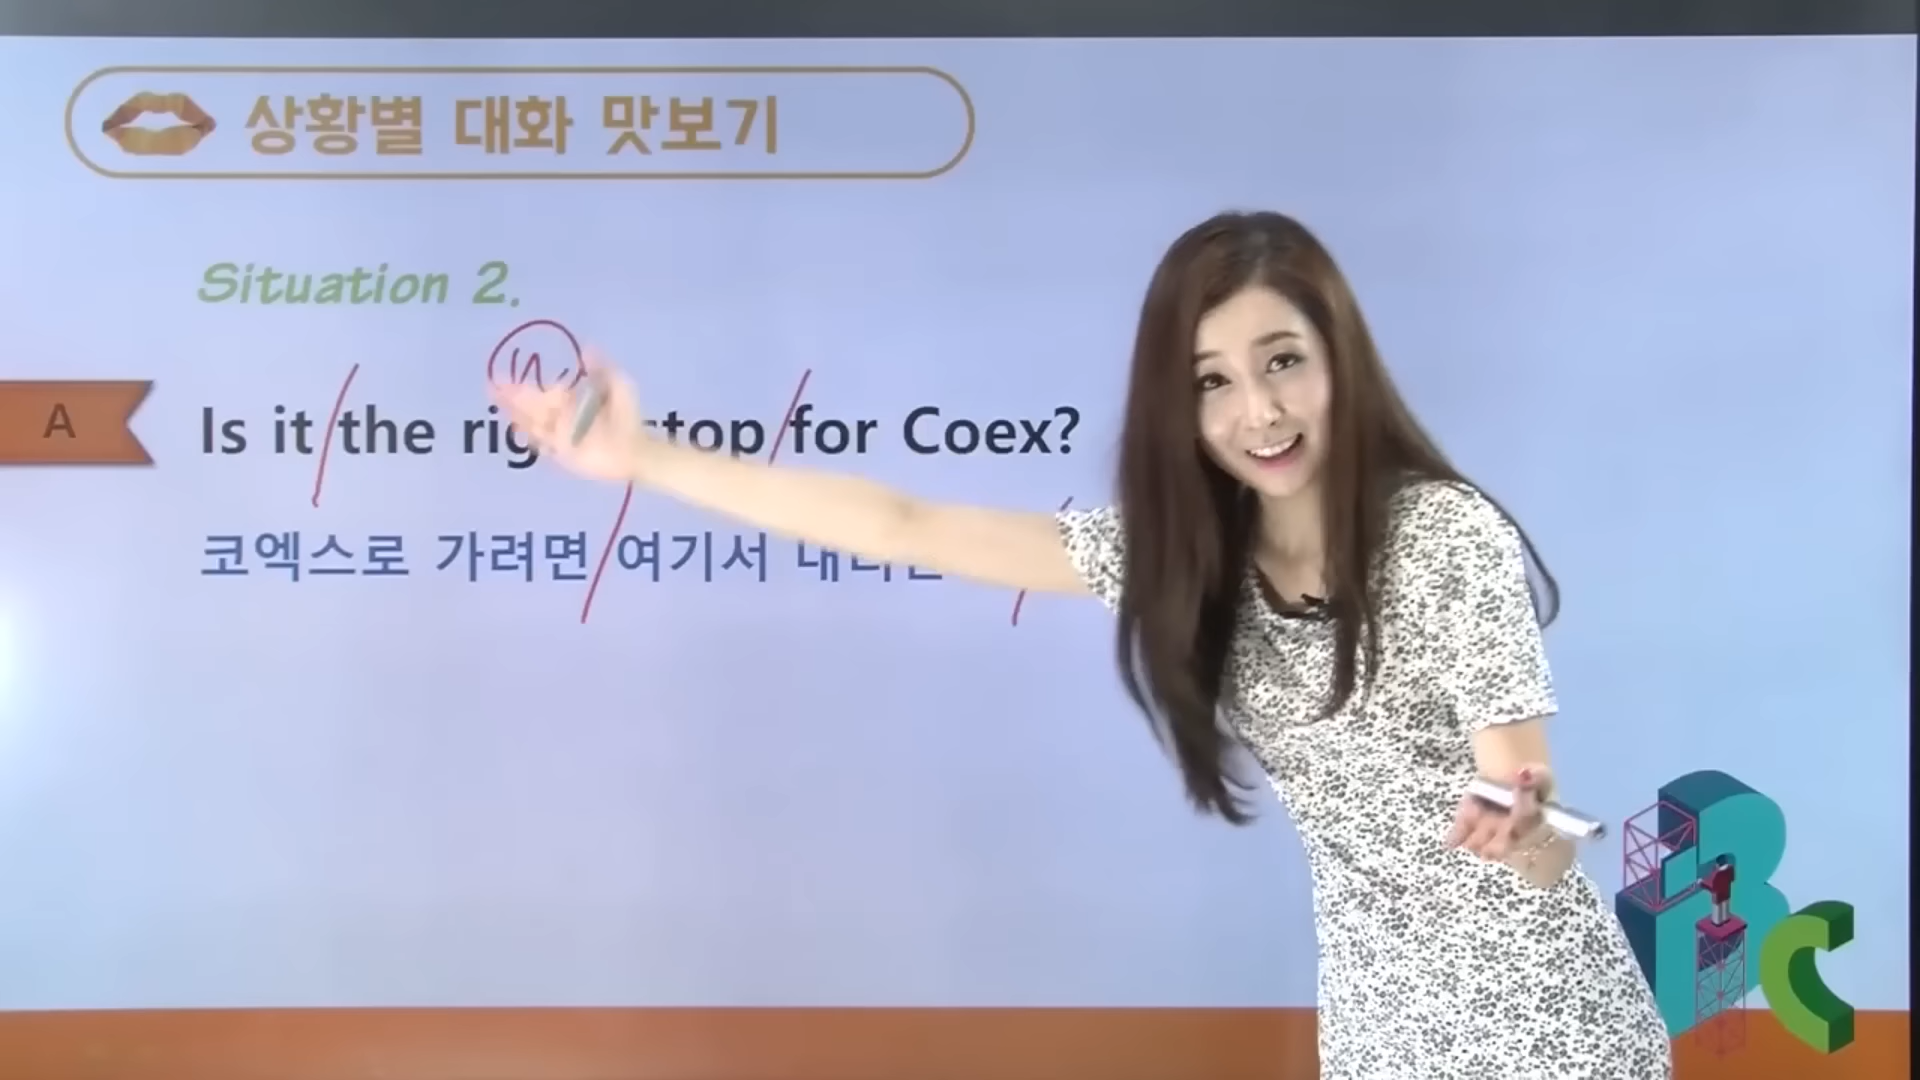 상황별 대화 맛보기
Situation 2.
A
Is it the stop for Coex?
코엑스로 가려면 여기서